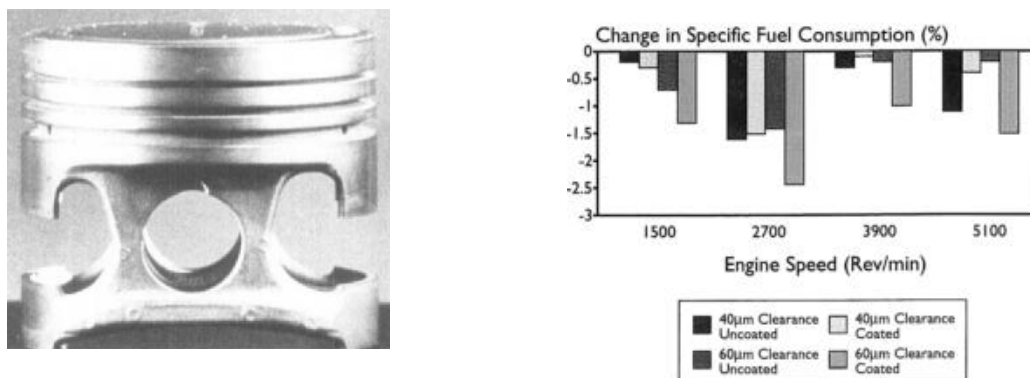 Change in Specific Fuel Consumption (%)
0
-0.5
-1
-1.5
-2
-2.5
-3
1500 2700 3900 5100
Engine Speed (Rev/min)
40μm Clearance Uncoated
40μm Clearance Coated
60μm Clearance Uncoated
60μm Clearance Coated